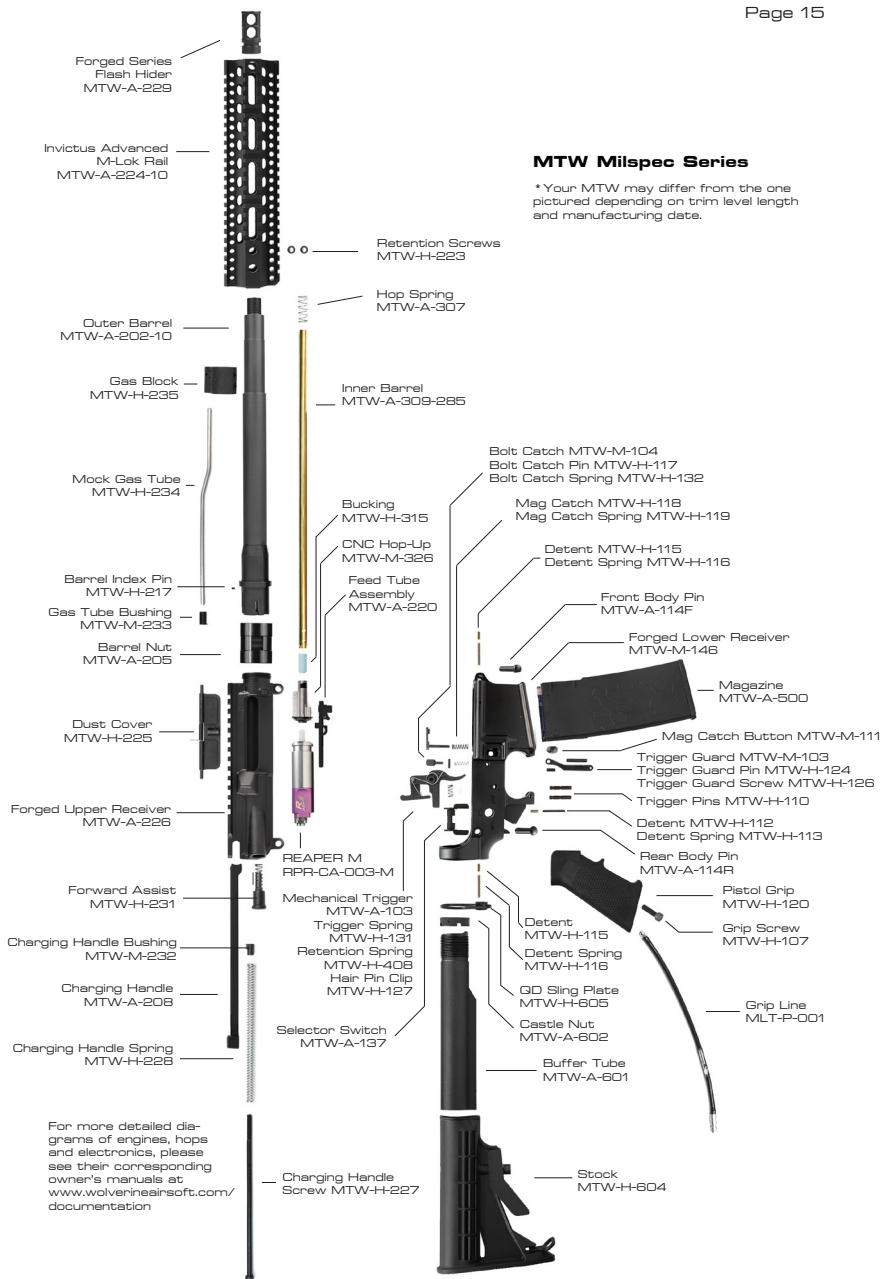 Page 15
Forged Series
Flash Hider
MTW-A-229
Invictus Advanced
M-Lok Rail
MTW-A-224-10
MTW Milspec Series
*Your MTW may differ from the one
pictured depending on trim level length
and manufacturing date.
Retention Screws
MTW-H-223
Hop Spring
MTW-A-307
Outer Barrel
MTW-A-202-10
Gas Block
MTW-H-235
Inner Barrel
MTW-A-309-285
Mock Gas Tube
MTW-H-234
Bolt Catch MTW-M-104
Bolt Catch Pin MTW-H-117
Bolt Catch Spring MTW-H-132
Mag Catch MTW-H-118
Mag Catch Spring MTW-H-119
Bucking
MTW-H-315
CNC Hop-Up
MTW-M-326
Feed Tube
Assembly
MTW-A-220
Detent MTW-H-115
Detent Spring MTW-H-116
Front Body Pin
MTW-A-114F
Forged Lower Receiver
MTW-M-146
Barrel Index Pin
MTW-H-217
Gas Tube Bushing
MTW-M-233
Barrel Nut
MTW-A-205
Magazine
MTW-A-500
Dust Cover
MTW-H-225
Mag Catch Button MTW-M-111
Trigger Guard MTW-M-103
Trigger Guard Pin MTW-H-124
Trigger Guard Screw MTW-H-126
Trigger Pins MTW-H-110
Forged Upper Receiver
MTW-A-226
Detent MTW-H-112
Detent Spring MTW-H-113
Rear Body Pin
MTW-A-114R
REAPER M
RPR-CA-003-M
Forward Assist
MTW-H-231
Mechanical Trigger
MTW-A-103
Trigger Spring
MTW-H-131
Retention Spring
MTW-H-408
Hair Pin Clip
MTW-H-127
Pistol Grip
MTW-H-120
Grip Screw
MTW-H-107
Detent
MTW-H-115
Detent Spring
MTW-H-116
Charging Handle Bushing
MTW-M-232
Charging Handle
MTW-A-208
QD Sling Plate
MTW-H-605
Castle Nut
MTW-A-602
Grip Line
MLT-P-001
Selector Switch
MTW-A-137
Charging Handle Spring
MTW-H-228
Buffer Tube
MTW-A-601
For more detailed dia-
grams of engines, hops
and electronics, please
see their corresponding
owner's manuals at
www.wolverineairsoft.com/
documentation
Charging Handle
Screw MTW-H-227
Stock
MTW-H-604